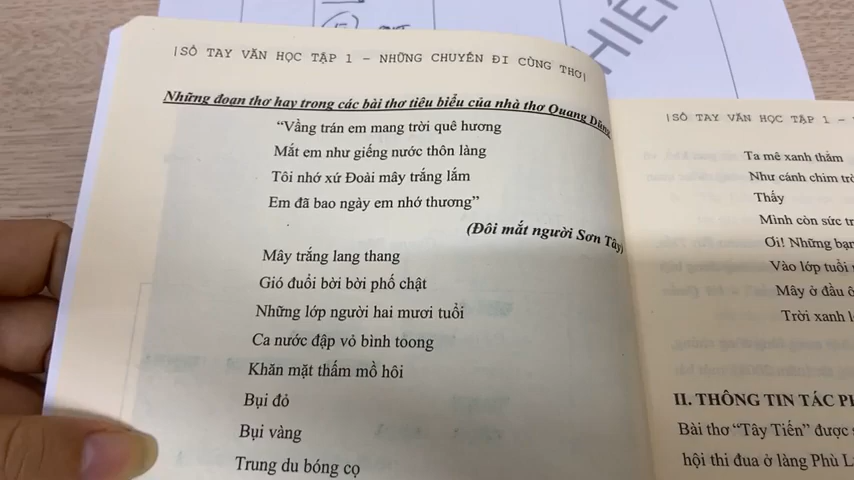 |SỔ TAY VĂN HỌC TẬP 1 – NHỮNG CHUYẾN ĐI CÙNG THƠ|
Những đoạn thơ hay trong các bài thơ tiêu biểu của nhà thơ Quang Dũng
“Vầng trán em mang trời quê hương
Mắt em như giếng nước thôn làng
Tôi nhớ xứ Đoài mây trắng lắm
Em đã bao ngày em nhớ thương”
(Đôi mắt người Sơn Tây)
Mây trắng lang thang
Gió đuổi bời bời phố chật
Những lớp người hai mươi tuổi
Ca nước đập vỏ bình toong
Khăn mặt thấm mồ hôi
Bụi đỏ
Bụi vàng
Trung du bóng cọ
|SỔ TAY VĂN HỌC TẬP 1 –
Ta mê xanh thẳm
Như cánh chim
Thấy
Mình còn sức
Ơi! Những
Vào lớp tuổi
Mây ở đầu
Trời xanh
II. THÔNG TIN TÁC
Bài thơ “Tây Tiến” được
hội thi đua ở làng Phù